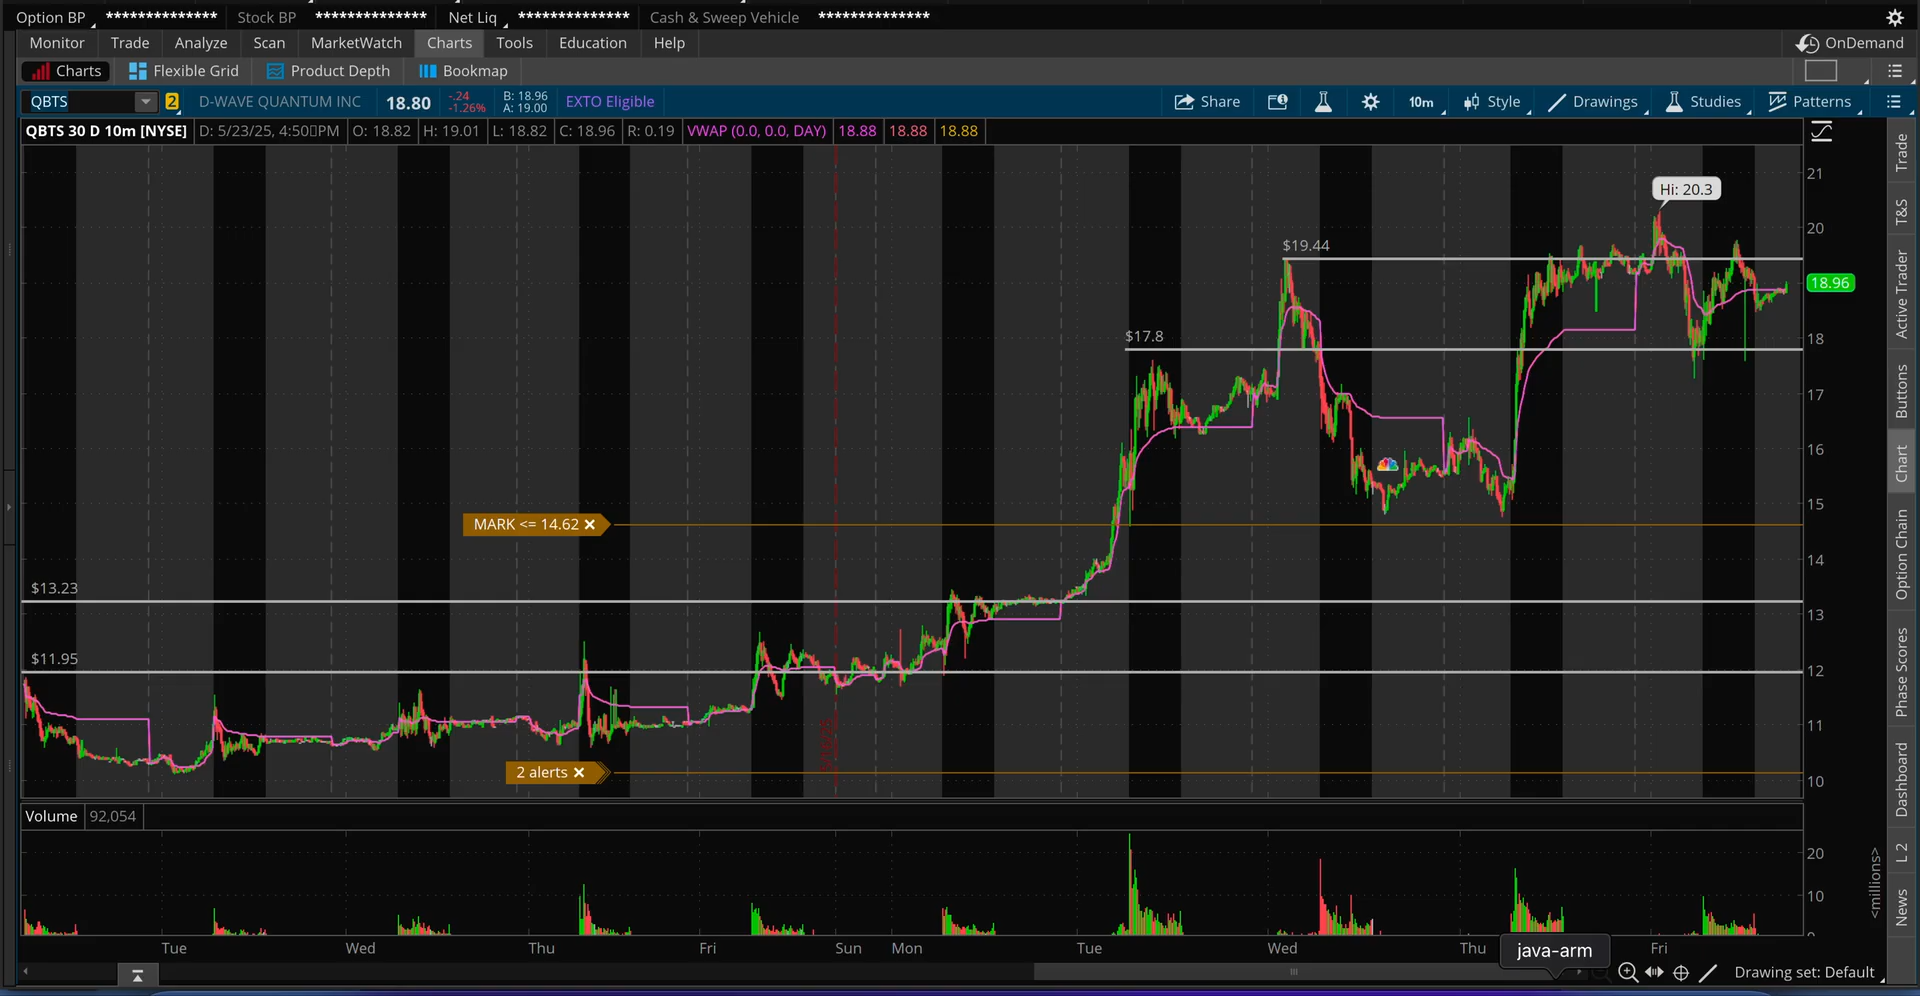 Option BP ************* Stock BP ************* Net Liq ************* Cash & Sweep Vehicle *************
Monitor Trade Analyze Scan MarketWatch Charts Tools Education Help OnDemand
Charts Flexible Grid Product Depth Bookmap
QBTS 2 D-WAVE QUANTUM INC 18.80 -.24 B: 18.96 EXTO Eligible Share 10m Style Drawings Studies Patterns
-1.26% A: 19.00
QBTS 30 D 10m [NYSE] D: 5/23/25, 4:50 PM O: 18.82 H: 19.01 L: 18.82 C: 18.96 R: 0.19 VWAP (0.0, 0.0, DAY) 18.88 18.88 18.88
21
Hi: 20.3
20
$19.44
18.96
$17.8
18
17
16
15
MARK <= 14.62 ×
14
$13.23
13
$11.95
12
11
2 alerts ×
10
Volume 92,054
20
10
0
<millions>
Tue Wed Thu Fri Sun Mon Tue Wed Thu Fri
java-arm
Drawing set: Default
Trade
T&S
Active Trader
Buttons
Chart
Option Chain
Phase Scores
Dashboard
L 2
News